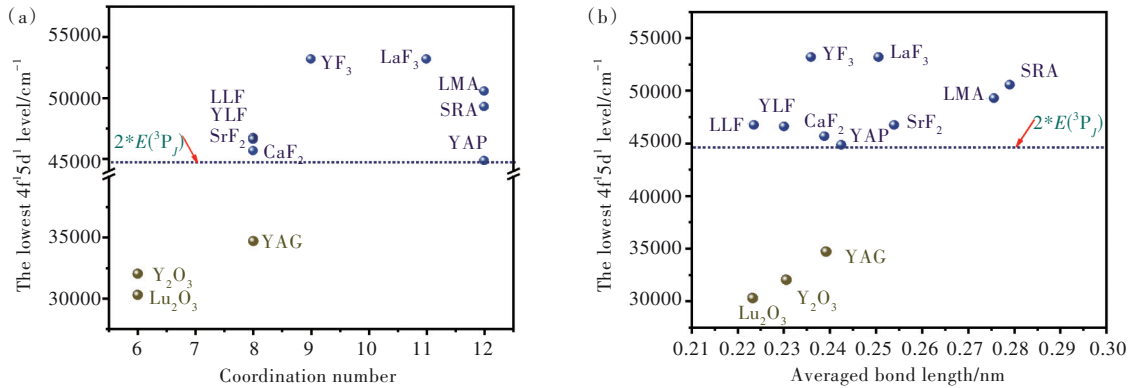 (a)
The lowest 4f¹5d¹ level/cm⁻¹
55000
50000
45000
35000
30000
YF₃
LaF₃
LLF
YLF
SrF₂
CaF₂
LMA
SRA
YAP
2*E(³P_J)
YAG
Y₂O₃
Lu₂O₃
6 7 8 9 10 11 12
Coordination number
(b)
The lowest 4f¹5d¹ level/cm⁻¹
55000
50000
45000
40000
35000
30000
YF₃
LaF₃
SRA
LMA
YLF
LLF
CaF₂
SrF₂
YAP
2*E(³P_J)
YAG
Y₂O₃
Lu₂O₃
0.21 0.22 0.23 0.24 0.25 0.26 0.27 0.28 0.29 0.30
Averaged bond length/nm